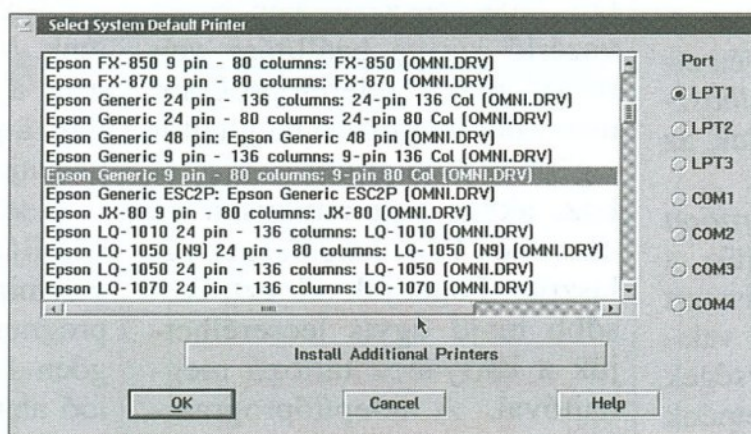 Select System Default Printer
Epson FX-850 9 pin - 80 columns: FX-850 (OMNI.DRV)
Epson FX-870 9 pin - 80 columns: FX-870 (OMNI.DRV)
Epson Generic 24 pin - 136 columns: 24-pin 136 Col (OMNI.DRV)
Epson Generic 24 pin - 80 columns: 24-pin 80 Col (OMNI.DRV)
Epson Generic 48 pin: Epson Generic 48 pin (OMNI.DRV)
Epson Generic 9 pin - 136 columns: 9-pin 136 Col (OMNI.DRV)
Epson Generic 9 pin - 80 columns: 9-pin 80 Col (OMNI.DRV)
Epson Generic ESC2P: Epson Generic ESC2P (OMNI.DRV)
Epson JX-80 9 pin - 80 columns: JX-80 (OMNI.DRV)
Epson LQ-1010 24 pin - 136 columns: LQ-1010 (OMNI.DRV)
Epson LQ-1050 (N9) 24 pin - 80 columns: LQ-1050 (N9) (OMNI.DRV)
Epson LQ-1050 24 pin - 136 columns: LQ-1050 (OMNI.DRV)
Epson LQ-1070 24 pin - 136 columns: LQ-1070 (OMNI.DRV)
Port
LPT1
LPT2
LPT3
COM1
COM2
COM3
COM4
Install Additional Printers
OK
Cancel
Help